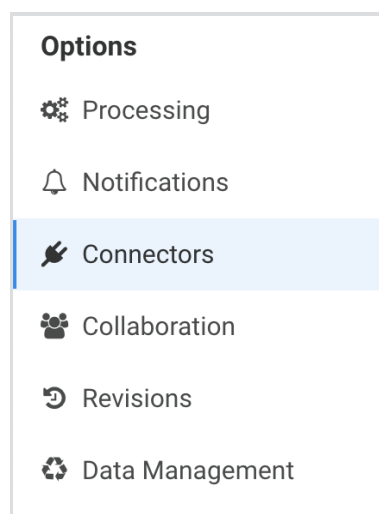 Options
Processing
Notifications
Connectors
Collaboration
Revisions
Data Management